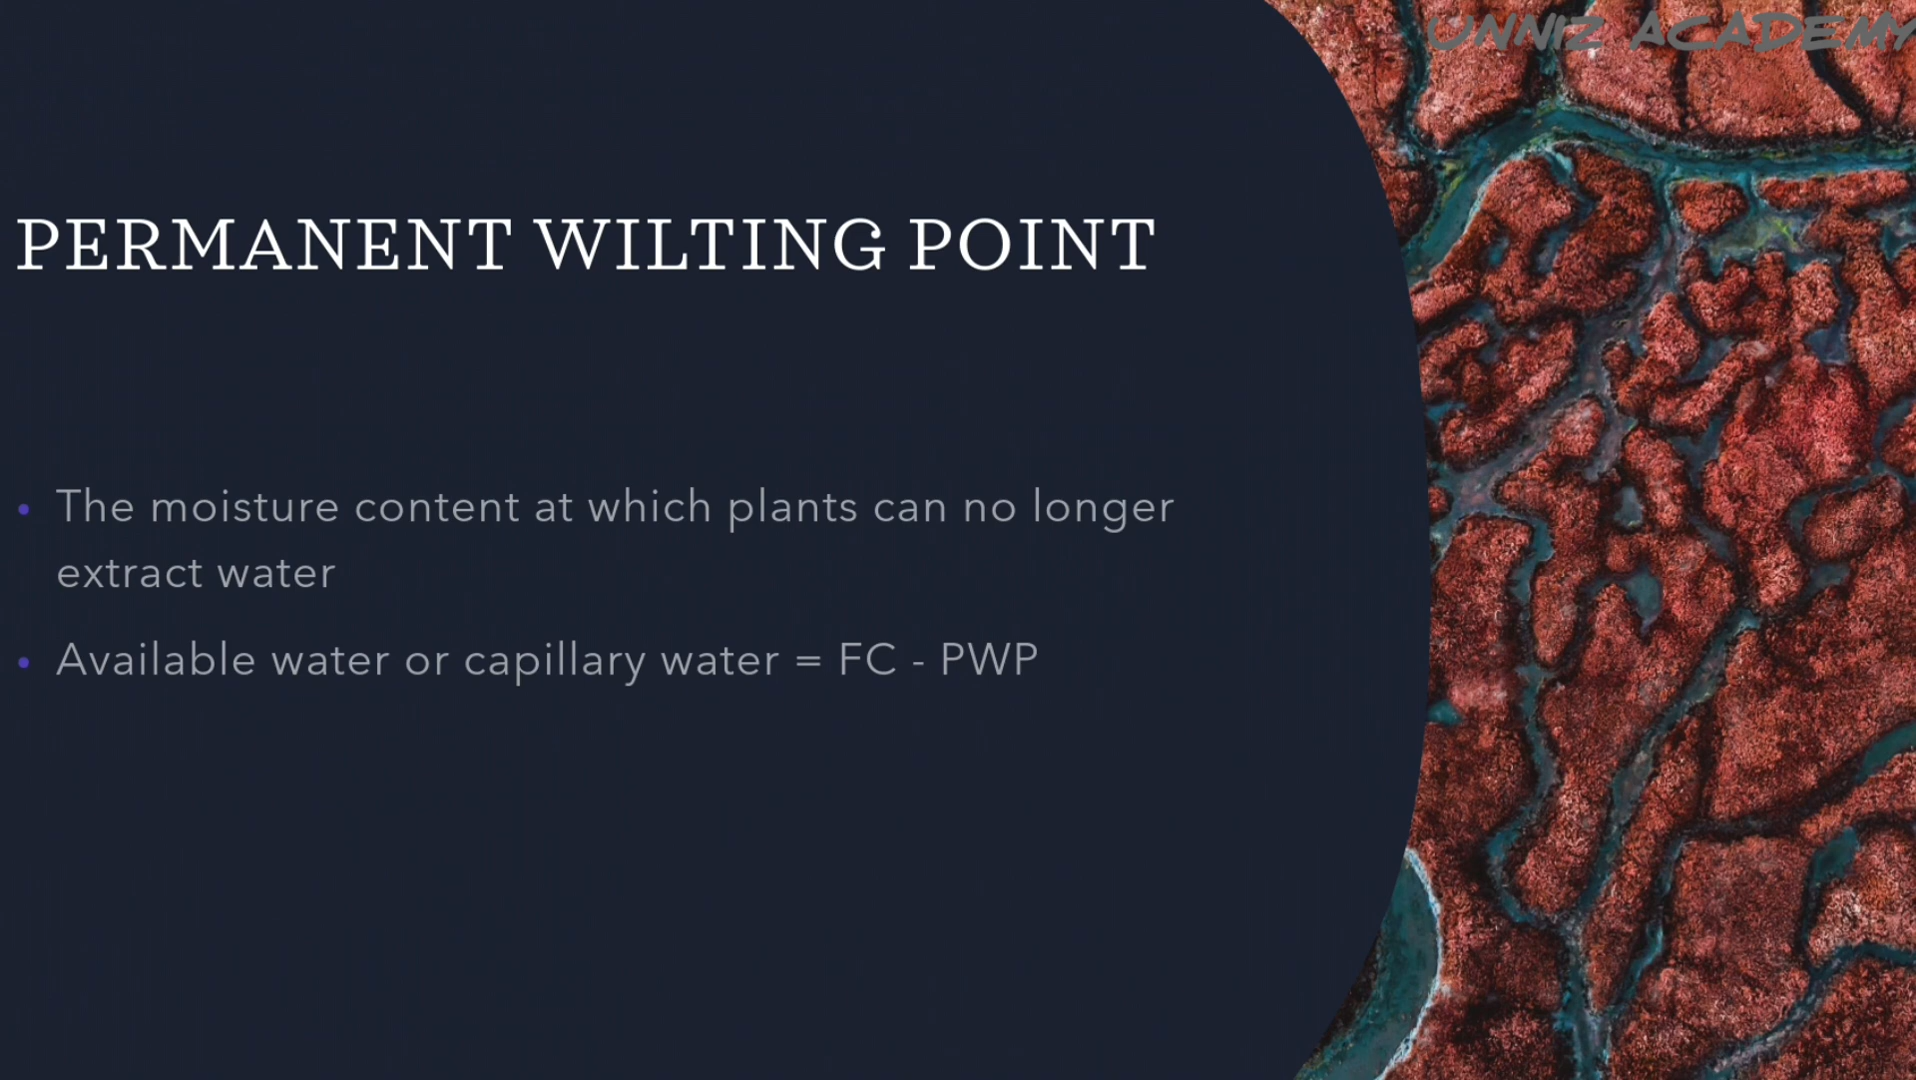 UNNIZ ACADEMY
PERMANENT WILTING POINT
• The moisture content at which plants can no longer
extract water
• Available water or capillary water = FC - PWP